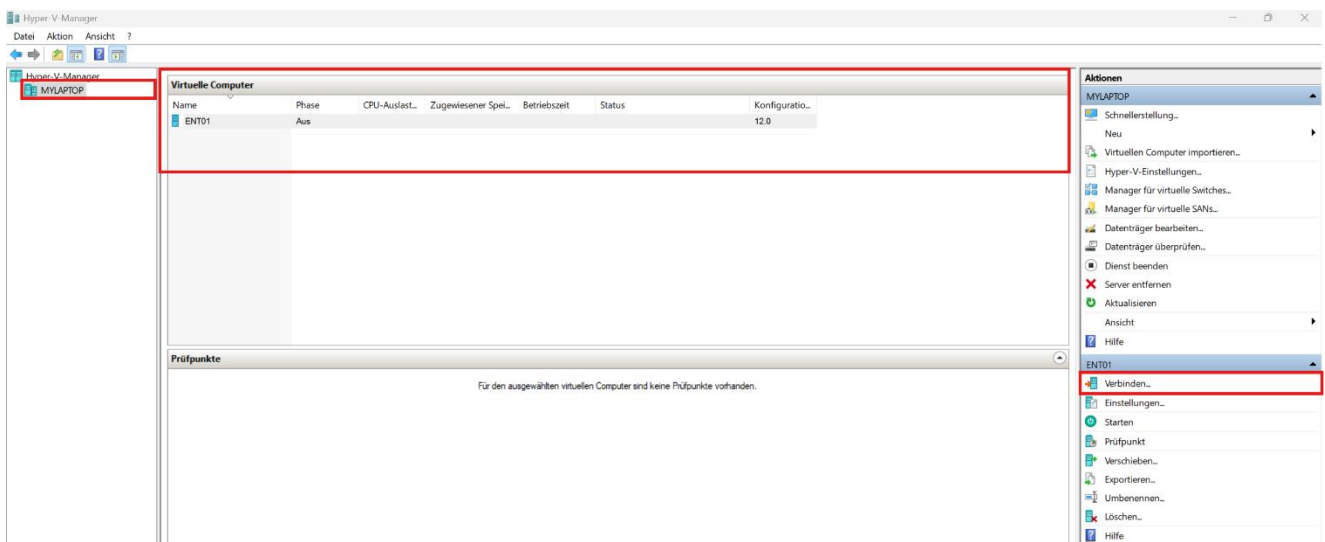 Hyper-V-Manager
Datei Aktion Ansicht ?
Hyper-V-Manager
MYLAPTOP
Virtuelle Computer
Name Phase CPU-Auslast... Zugewiesener Spei... Betriebszeit Status Konfiguratio...
ENT01 Aus 12.0
Prüfpunkte
Für den ausgewählten virtuellen Computer sind keine Prüfpunkte vorhanden.
Aktionen
MYLAPTOP
Schnellerstellung...
Neu
Virtuellen Computer importieren...
Hyper-V-Einstellungen...
Manager für virtuelle Switches...
Manager für virtuelle SANs...
Datenträger bearbeiten...
Datenträger überprüfen...
Dienst beenden
Server entfernen
Aktualisieren
Ansicht
Hilfe
ENT01
Verbinden...
Einstellungen...
Starten
Prüfpunkt
Verschieben...
Exportieren...
Umbenennen...
Löschen...
Hilfe